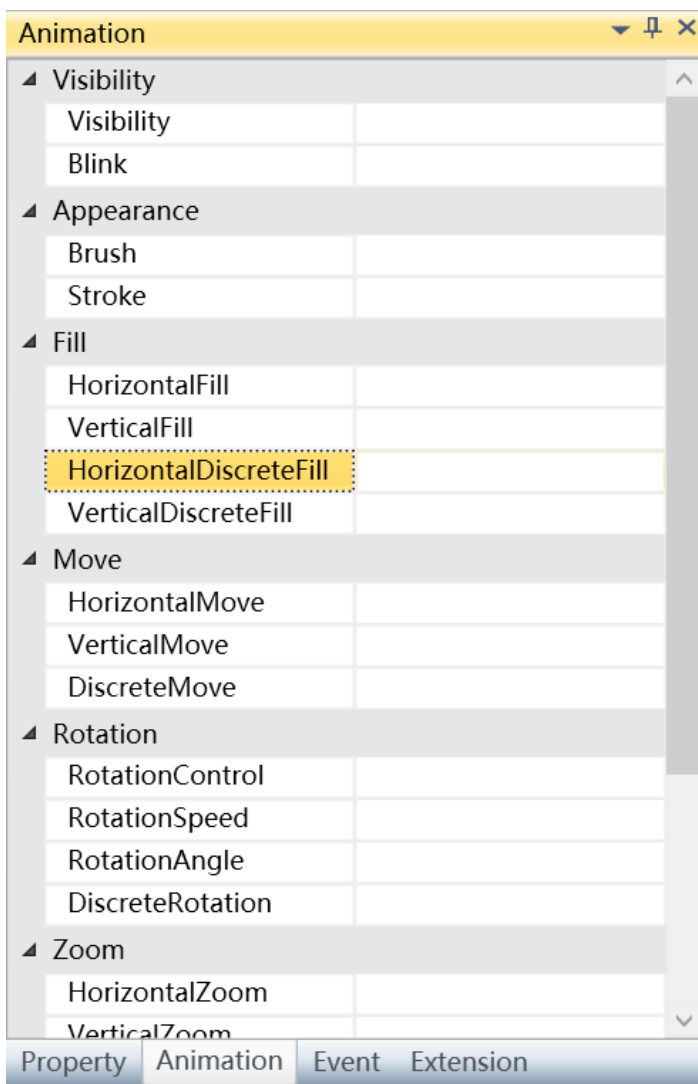 Animation
Visibility
Visibility
Blink
Appearance
Brush
Stroke
Fill
HorizontalFill
VerticalFill
HorizontalDiscreteFill
VerticalDiscreteFill
Move
HorizontalMove
VerticalMove
DiscreteMove
Rotation
RotationControl
RotationSpeed
RotationAngle
DiscreteRotation
Zoom
HorizontalZoom
VerticalZoom
Property Animation Event Extension